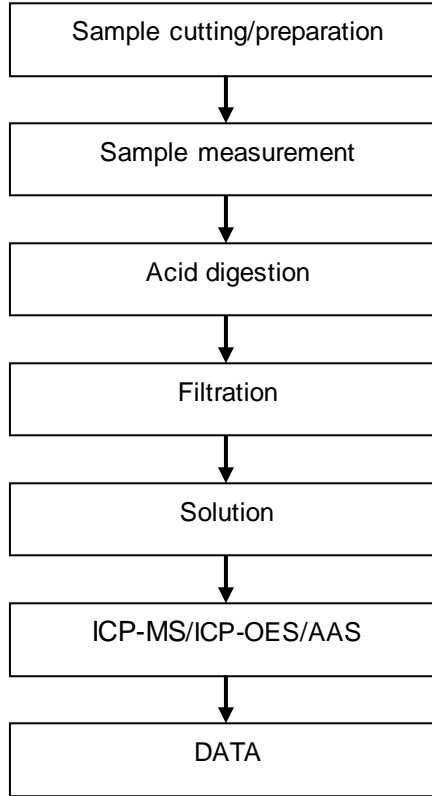 Sample cutting/preparation
Sample measurement
Acid digestion
Filtration
Solution
ICP-MS/ICP-OES/AAS
DATA